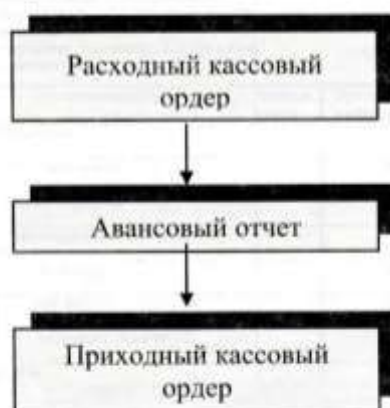 Расходный кассовый
ордер
Авансовый отчет
Приходный кассовый
ордер